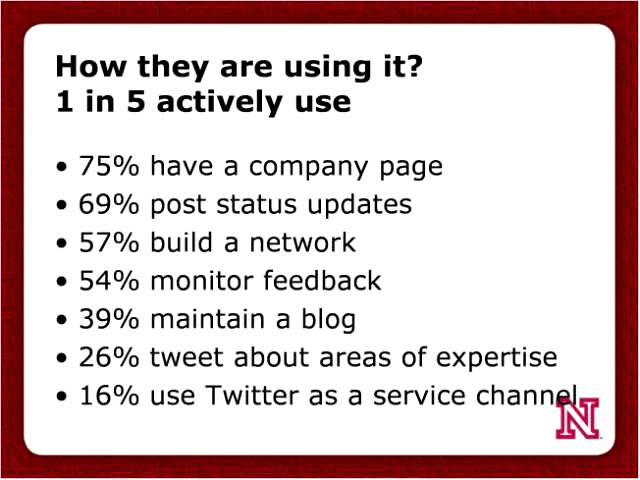 How they are using it?
1 in 5 actively use
• 75% have a company page
• 69% post status updates
• 57% build a network
• 54% monitor feedback
• 39% maintain a blog
• 26% tweet about areas of expertise
• 16% use Twitter as a service channel
N